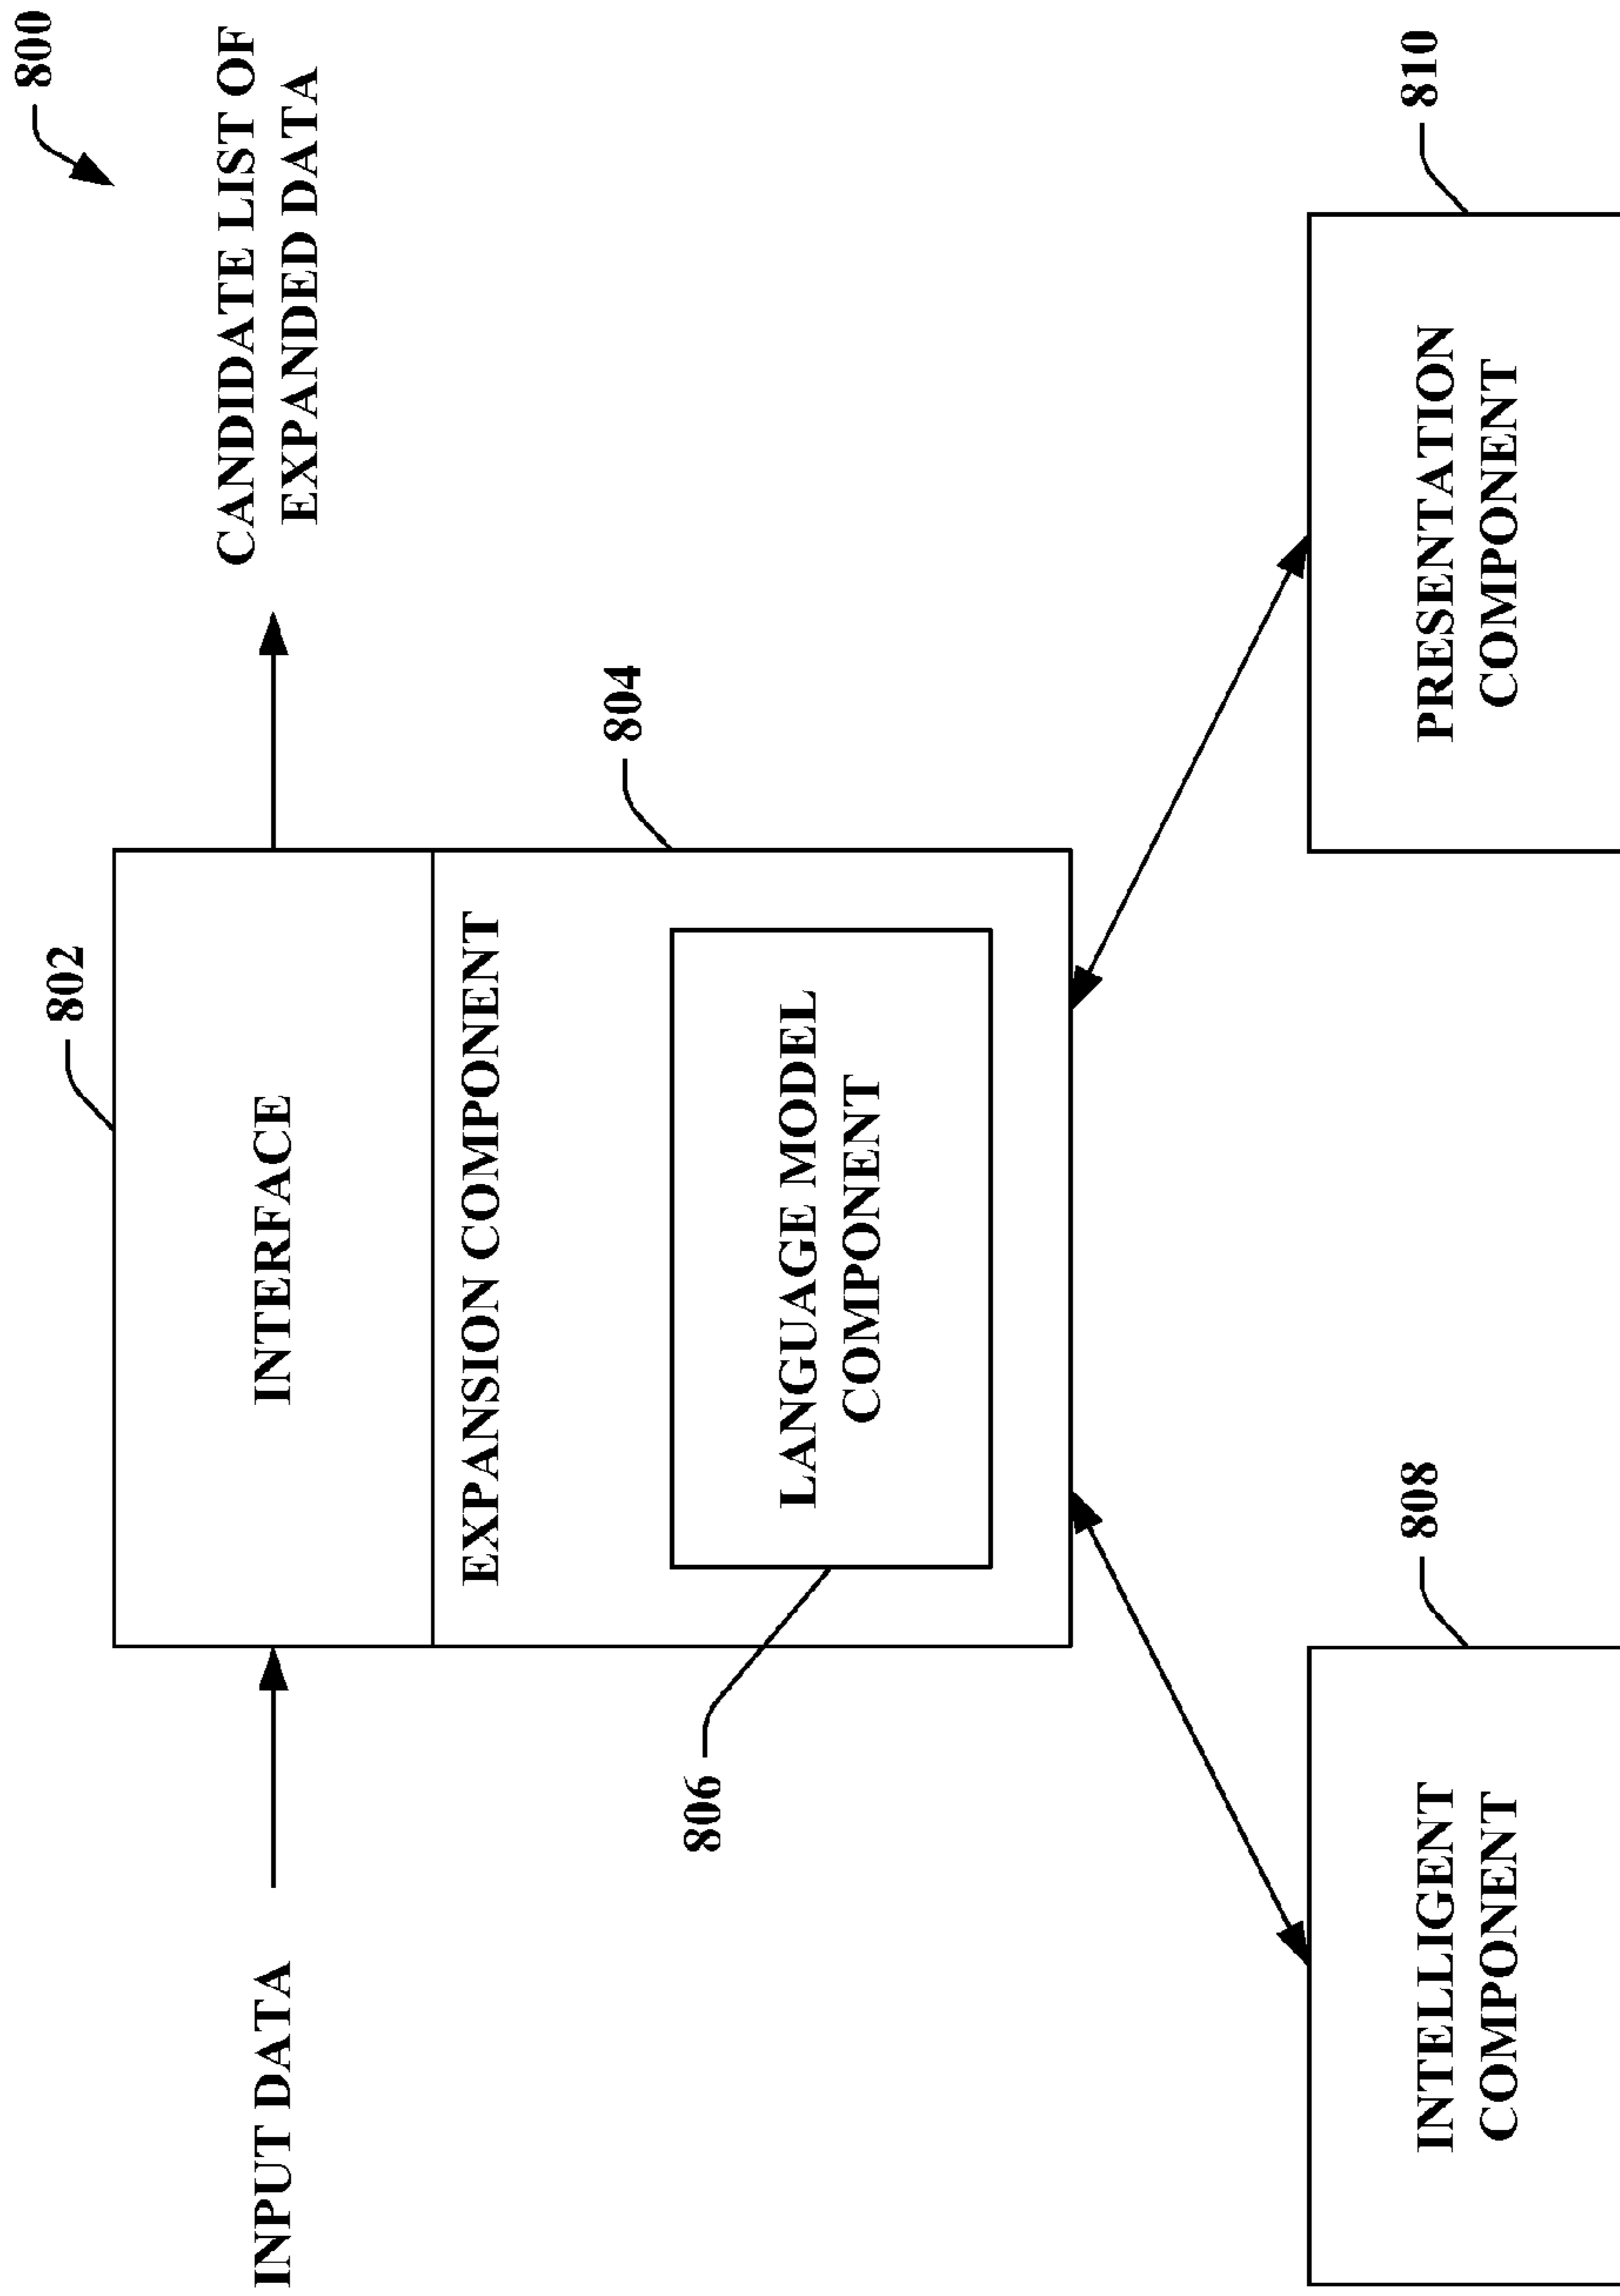 800
CANDIDATE LIST OF
EXPANDED DATA
INPUT DATA
802
INTERFACE
804
EXPANSION COMPONENT
806
LANGUAGE MODEL
COMPONENT
808
INTELLIGENT
COMPONENT
810
PRESENTATION
COMPONENT